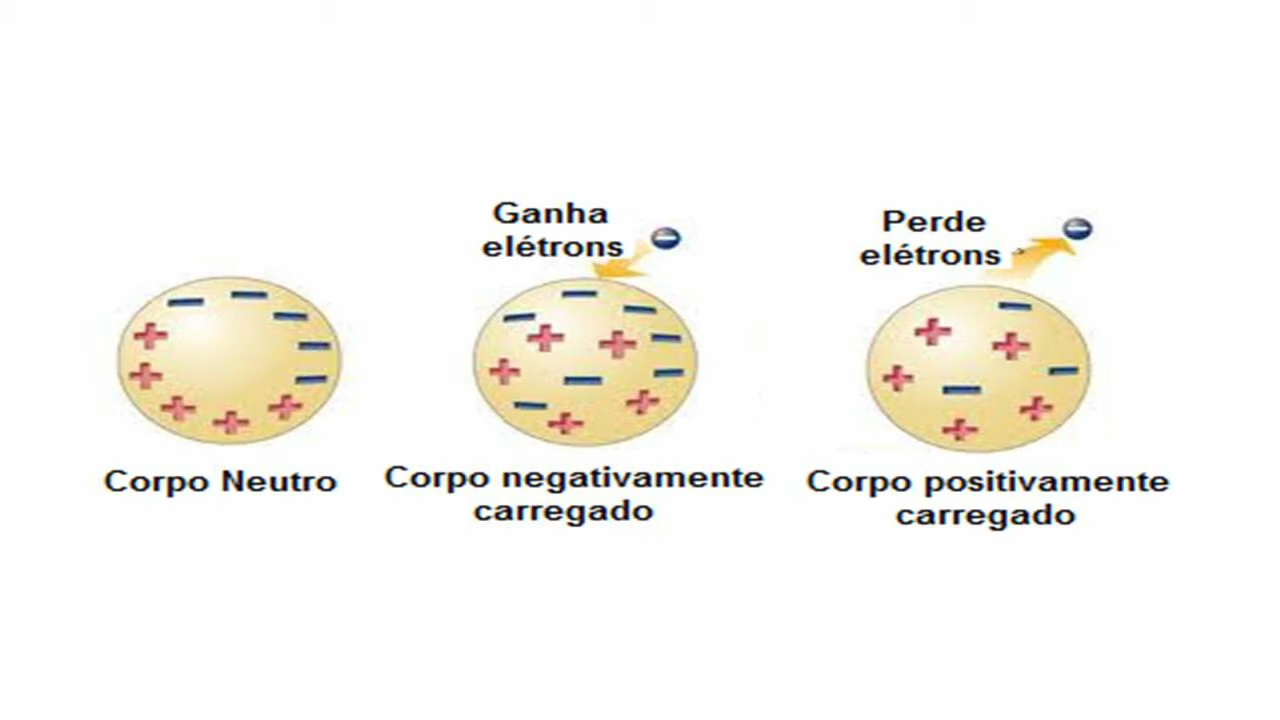 Ganha
elétrons
Perde
elétrons
Corpo Neutro
Corpo negativamente
carregado
Corpo positivamente
carregado